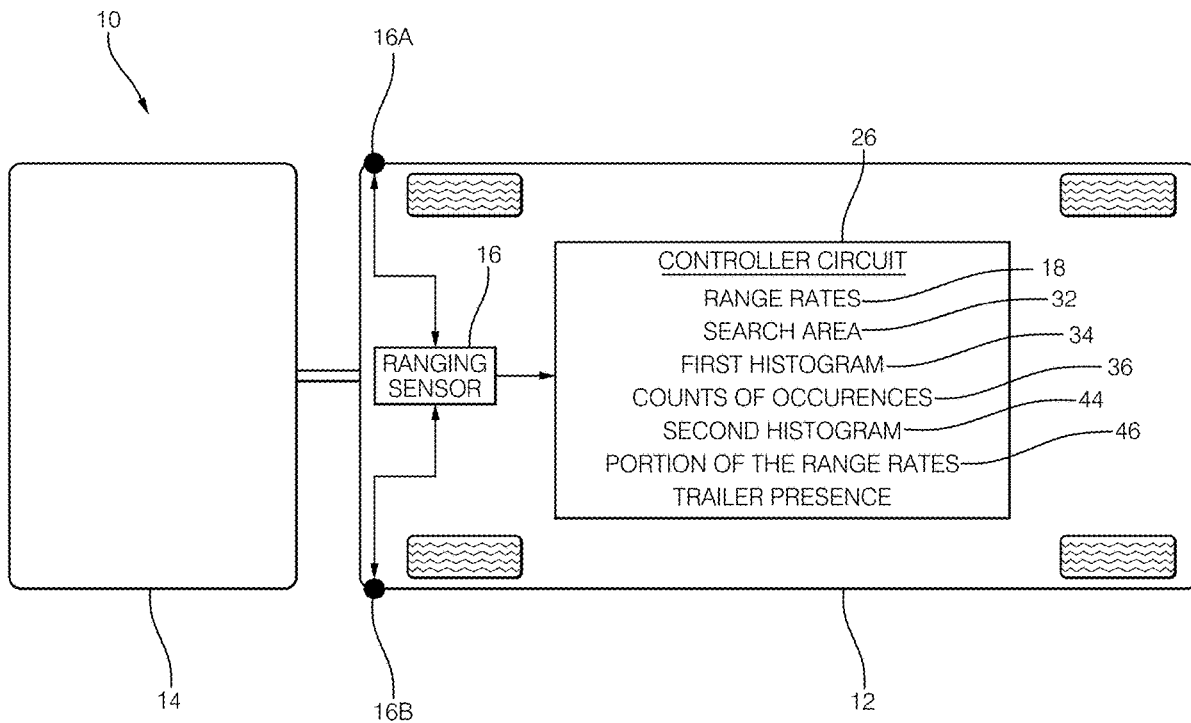 10
16A
26
CONTROLLER CIRCUIT
RANGE RATES 18
SEARCH AREA 32
FIRST HISTOGRAM 34
COUNTS OF OCCURENCES 36
SECOND HISTOGRAM 44
PORTION OF THE RANGE RATES 46
TRAILER PRESENCE
16
RANGING
SENSOR
14
16B
12